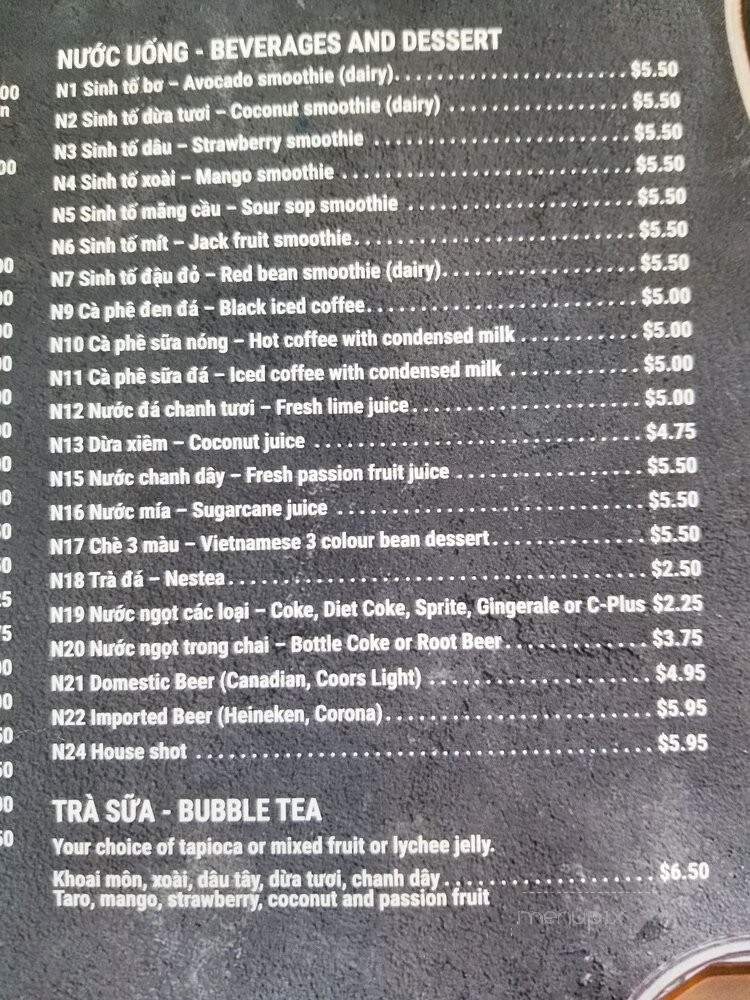 NƯỚC UỐNG - BEVERAGES AND DESSERT
N1 Sinh tố bơ – Avocado smoothie (dairy)........................$5.50
N2 Sinh tố dừa tươi – Coconut smoothie (dairy) ..................$5.50
N3 Sinh tố dâu – Strawberry smoothie ..........................$5.50
N4 Sinh tố xoài – Mango smoothie ..............................$5.50
N5 Sinh tố mãng cầu – Sour sop smoothie .......................$5.50
N6 Sinh tố mít – Jack fruit smoothie............................$5.50
N7 Sinh tố đậu đỏ – Red bean smoothie (dairy)...................$5.50
N9 Cà phê đen đá – Black iced coffee...........................$5.00
N10 Cà phê sữa nóng – Hot coffee with condensed milk ............$5.00
N11 Cà phê sữa đá – Iced coffee with condensed milk .............$5.00
N12 Nước đá chanh tươi – Fresh lime juice.......................$5.00
N13 Dừa xiêm – Coconut juice .................................$4.75
N15 Nước chanh dây – Fresh passion fruit juice ..................$5.50
N16 Nước mía – Sugarcane juice ...............................$5.50
N17 Chè 3 màu – Vietnamese 3 colour bean dessert...............$5.50
N18 Trà đá – Nestea..........................................$2.50
N19 Nước ngọt các loại – Coke, Diet Coke, Sprite, Gingerale or C-Plus $2.25
N20 Nước ngọt trong chai – Bottle Coke or Root Beer..............$3.75
N21 Domestic Beer (Canadian, Coors Light) .....................$4.95
N22 Imported Beer (Heineken, Corona)..........................$5.95
N24 House shot ..............................................$5.95
TRÀ SỮA - BUBBLE TEA
Your choice of tapioca or mixed fruit or lychee jelly.
Khoai môn, xoài, dâu tây, dừa tươi, chanh dây.....................$6.50
Taro, mango, strawberry, coconut and passion fruit
menupix